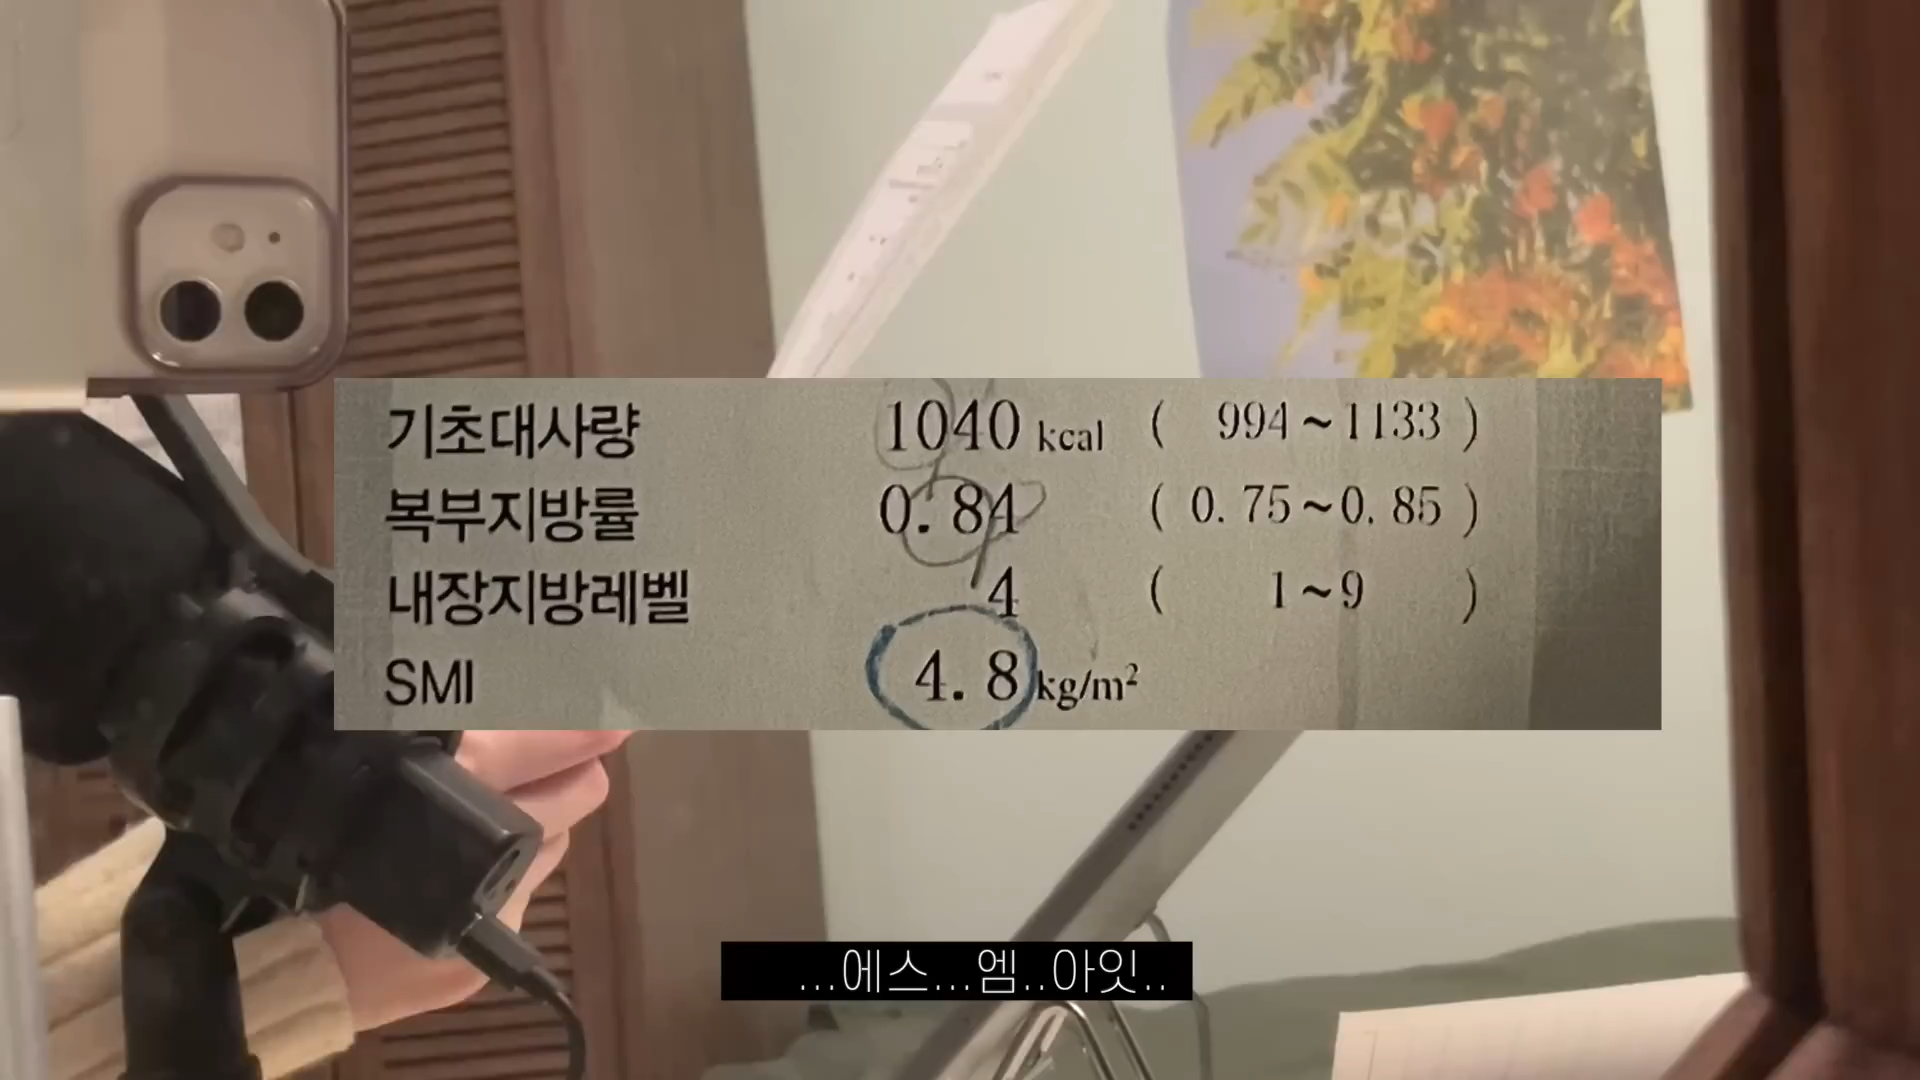 기초대사량 1040 kcal ( 994~1133 )
복부지방률 0.84 ( 0.75~0.85 )
내장지방레벨 4 ( 1~9 )
SMI 4.8 kg/m²
...에스...엠..아잇..